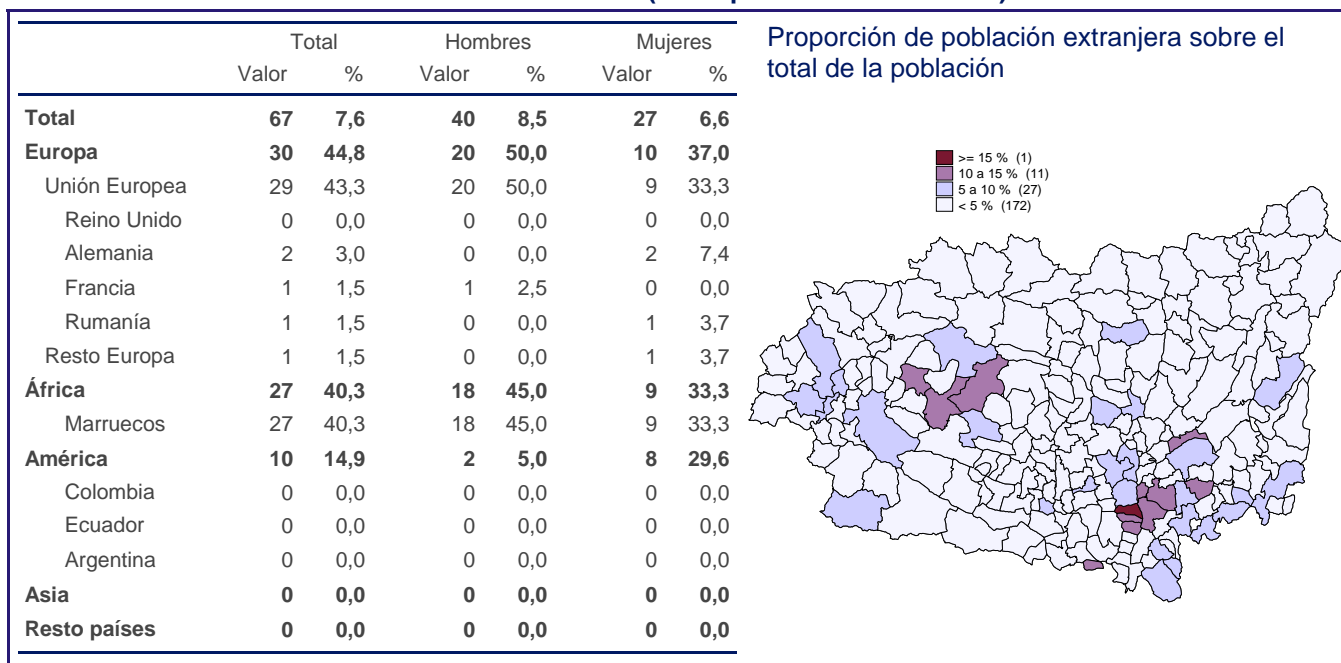 Total Hombres Mujeres
Valor % Valor % Valor %
Total 67 7,6 40 8,5 27 6,6
Europa 30 44,8 20 50,0 10 37,0
Unión Europea 29 43,3 20 50,0 9 33,3
Reino Unido 0 0,0 0 0,0 0 0,0
Alemania 2 3,0 0 0,0 2 7,4
Francia 1 1,5 1 2,5 0 0,0
Rumanía 1 1,5 0 0,0 1 3,7
Resto Europa 1 1,5 0 0,0 1 3,7
África 27 40,3 18 45,0 9 33,3
Marruecos 27 40,3 18 45,0 9 33,3
América 10 14,9 2 5,0 8 29,6
Colombia 0 0,0 0 0,0 0 0,0
Ecuador 0 0,0 0 0,0 0 0,0
Argentina 0 0,0 0 0,0 0 0,0
Asia 0 0,0 0 0,0 0 0,0
Resto países 0 0,0 0 0,0 0 0,0
Proporción de población extranjera sobre el
total de la población
>= 15 % (1)
10 a 15 % (11)
5 a 10 % (27)
< 5 % (172)